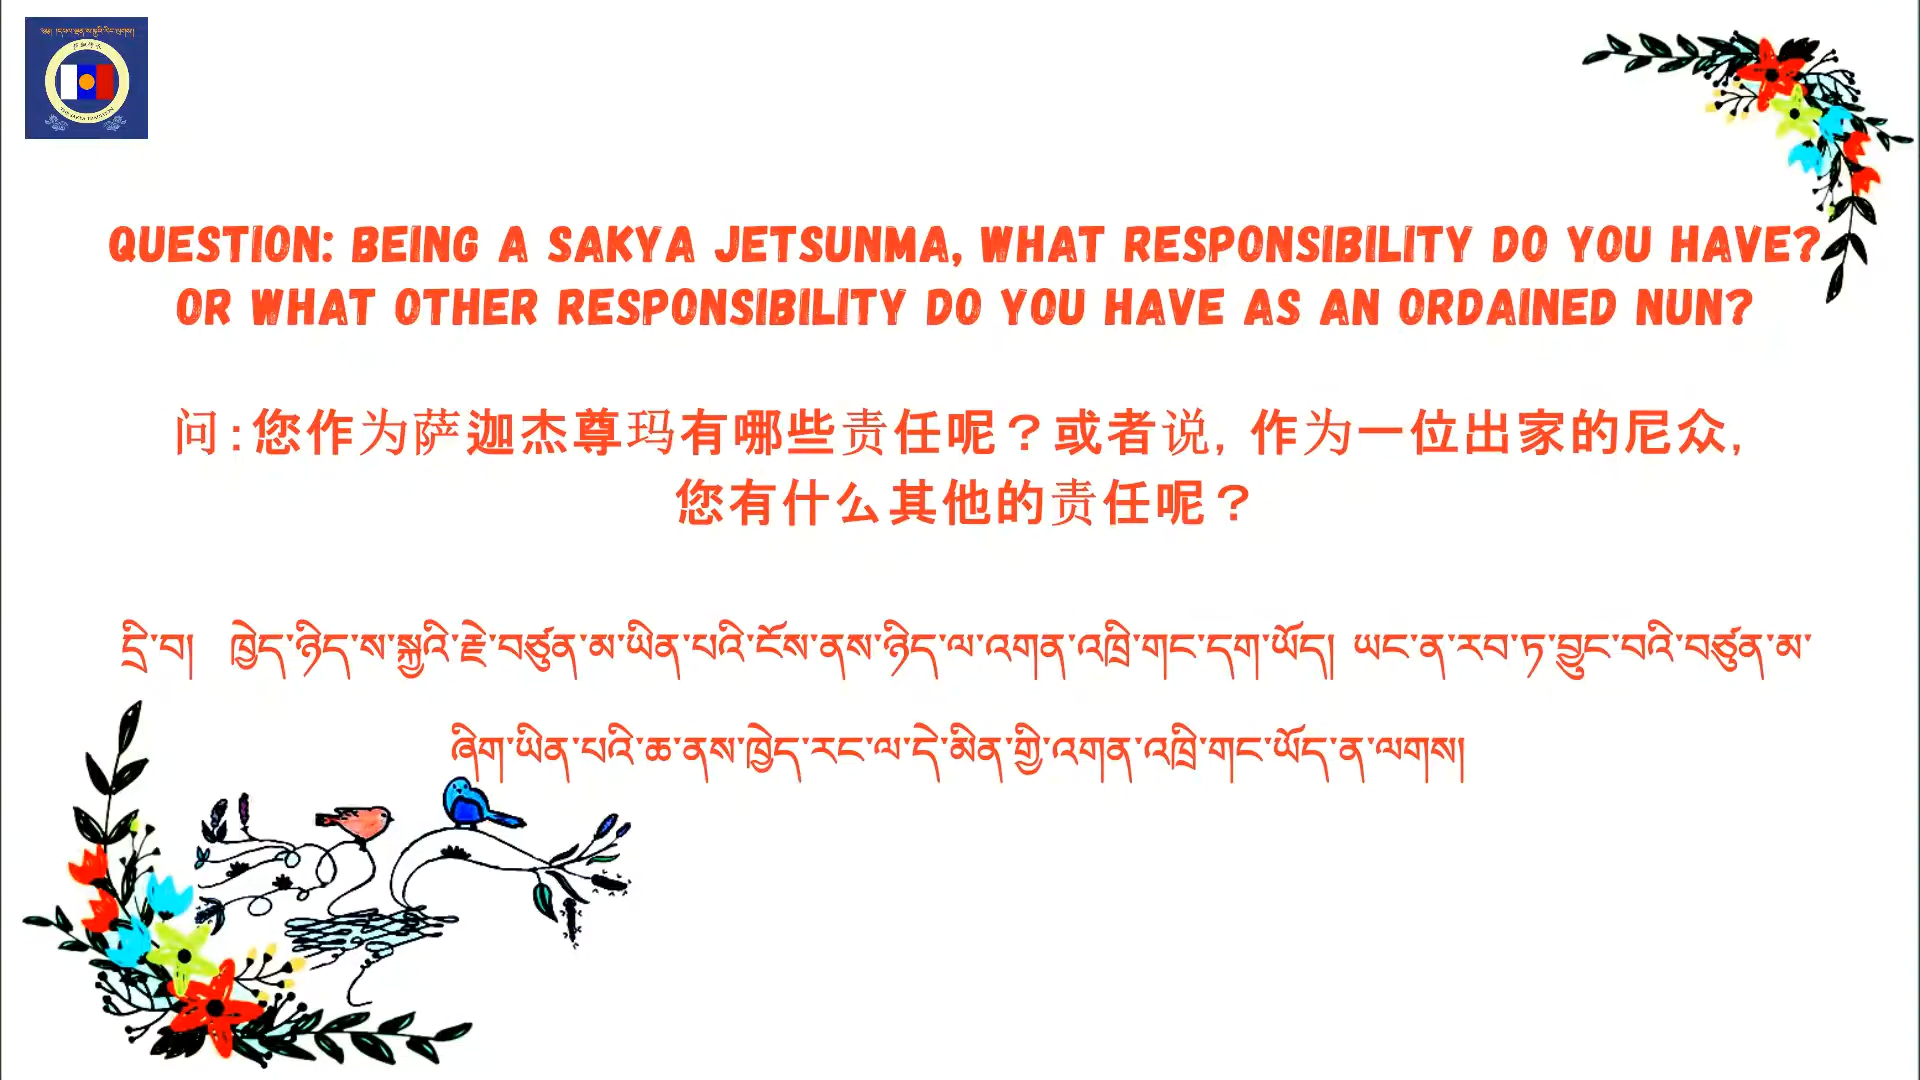 QUESTION: BEING A SAKYA JETSUNMA, WHAT RESPONSIBILITY DO YOU HAVE?
OR WHAT OTHER RESPONSIBILITY DO YOU HAVE AS AN ORDAINED NUN?
问:您作为萨迦杰尊玛有哪些责任呢？或者说, 作为一位出家的尼众,
您有什么其他的责任呢？
དྲི་བ། ཁྱེད་ཉིད་ས་སྐྱའི་རྗེ་བཙུན་མ་ཡིན་པའི་ངོས་ནས་ཉིད་ལ་འགན་འཁྲི་གང་དག་ཡོད། ཡང་ན་རབ་ཏུ་བྱུང་བའི་བཙུན་མ་
ཞིག་ཡིན་པའི་ཆ་ནས་ཁྱེད་རང་ལ་དེ་མིན་གྱི་འགན་འཁྲི་གང་ཡོད་ན་ལགས།